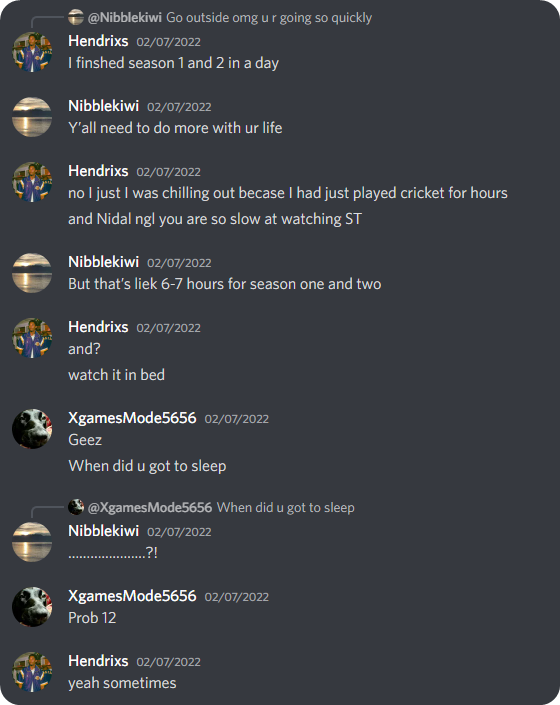 @Nibblekiwi Go outside omg u r going so quickly
Hendrixs 02/07/2022
I finshed season 1 and 2 in a day
Nibblekiwi 02/07/2022
Y'all need to do more with ur life
Hendrixs 02/07/2022
no I just I was chilling out becase I had just played cricket for hours
and Nidal ngl you are so slow at watching ST
Nibblekiwi 02/07/2022
But that's liek 6-7 hours for season one and two
Hendrixs 02/07/2022
and?
watch it in bed
XgamesMode5656 02/07/2022
Geez
When did u got to sleep
@XgamesMode5656 When did u got to sleep
Nibblekiwi 02/07/2022
.....................?!
XgamesMode5656 02/07/2022
Prob 12
Hendrixs 02/07/2022
yeah sometimes